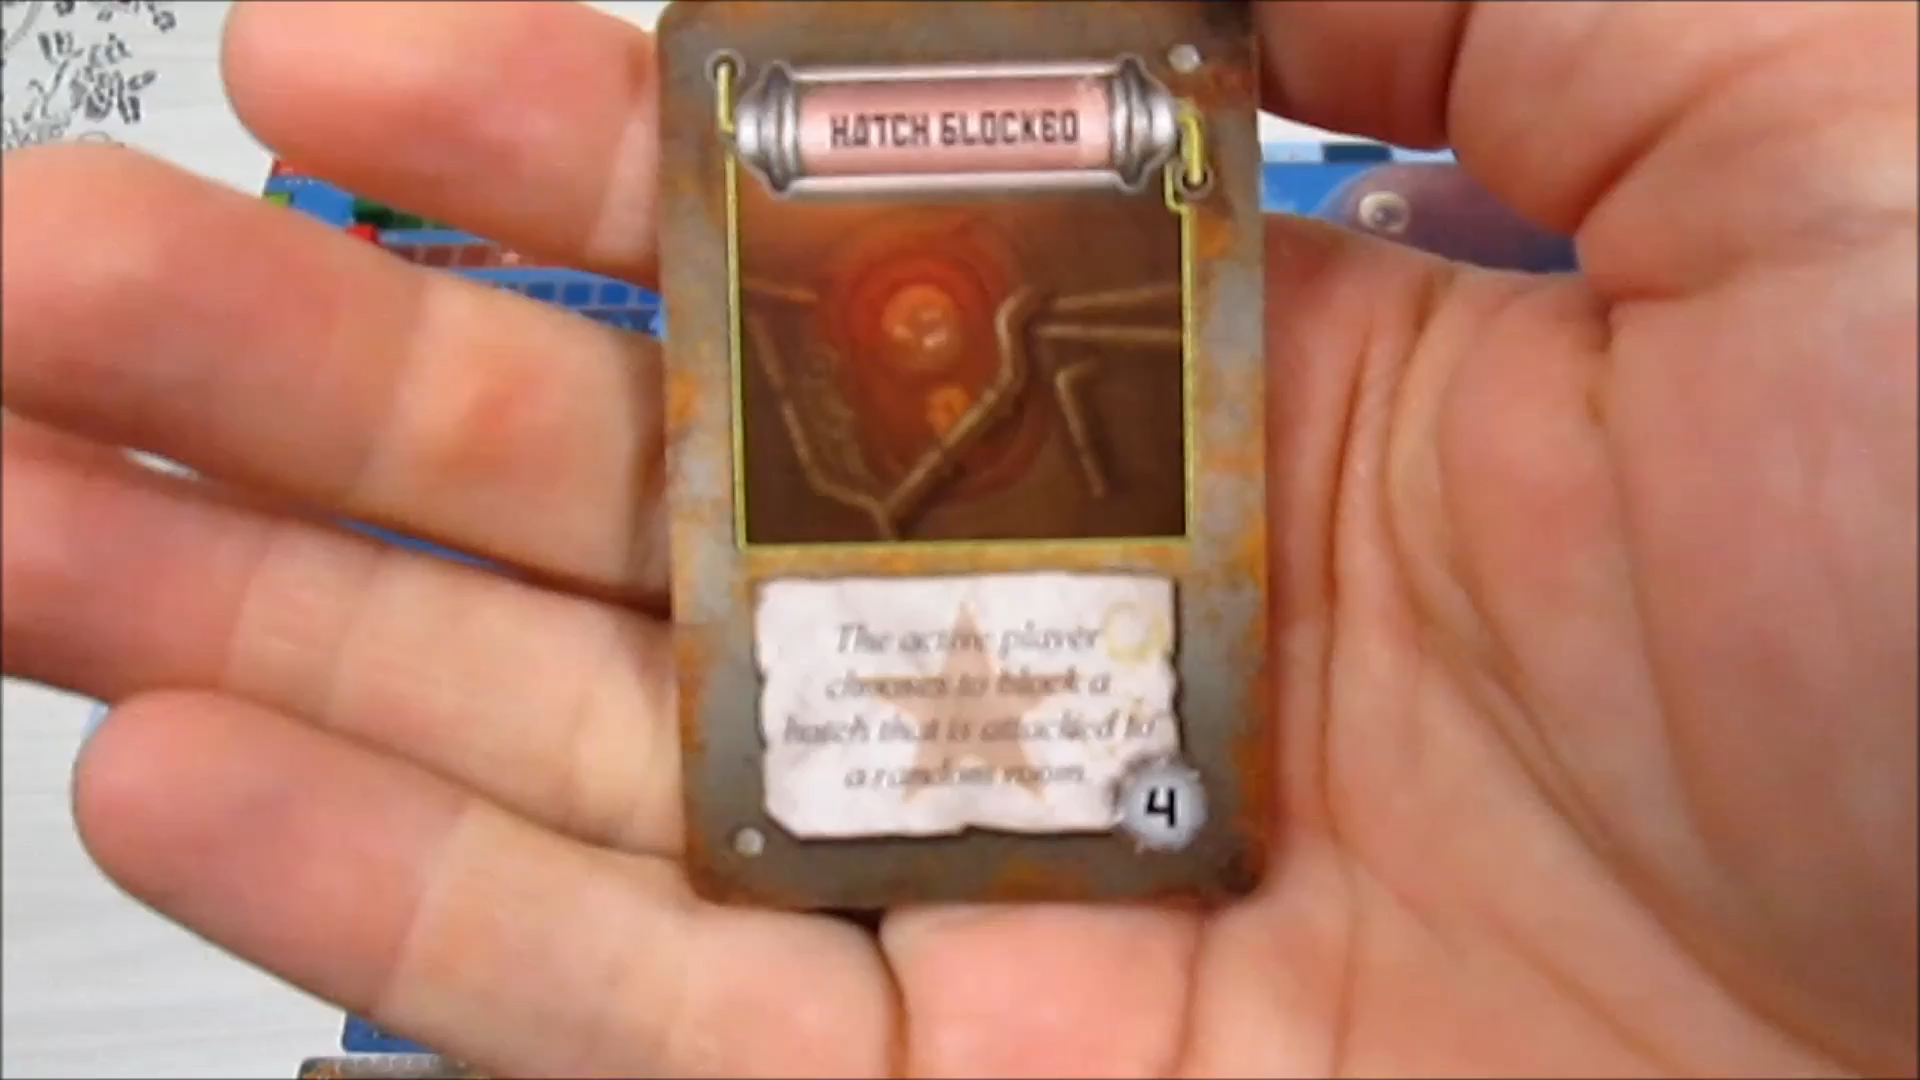 HATCH BLOCKED
The active player
chooses to block a
hatch that is attached to
a random room.
4